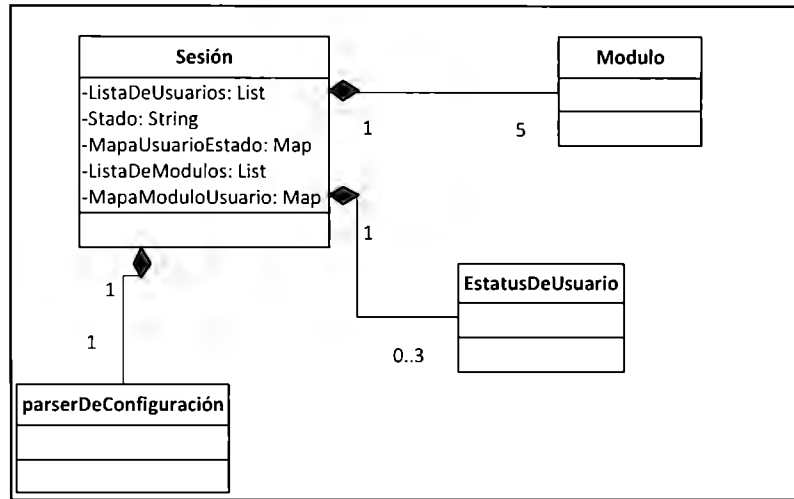 Sesión
-ListaDeUsuarios: List
-Stado: String
-MapaUsuarioEstado: Map
-ListaDeModulos: List
-MapaModuloUsuario: Map
Modulo
1
5
1
EstatusDeUsuario
0..3
1
1
parserDeConfiguración